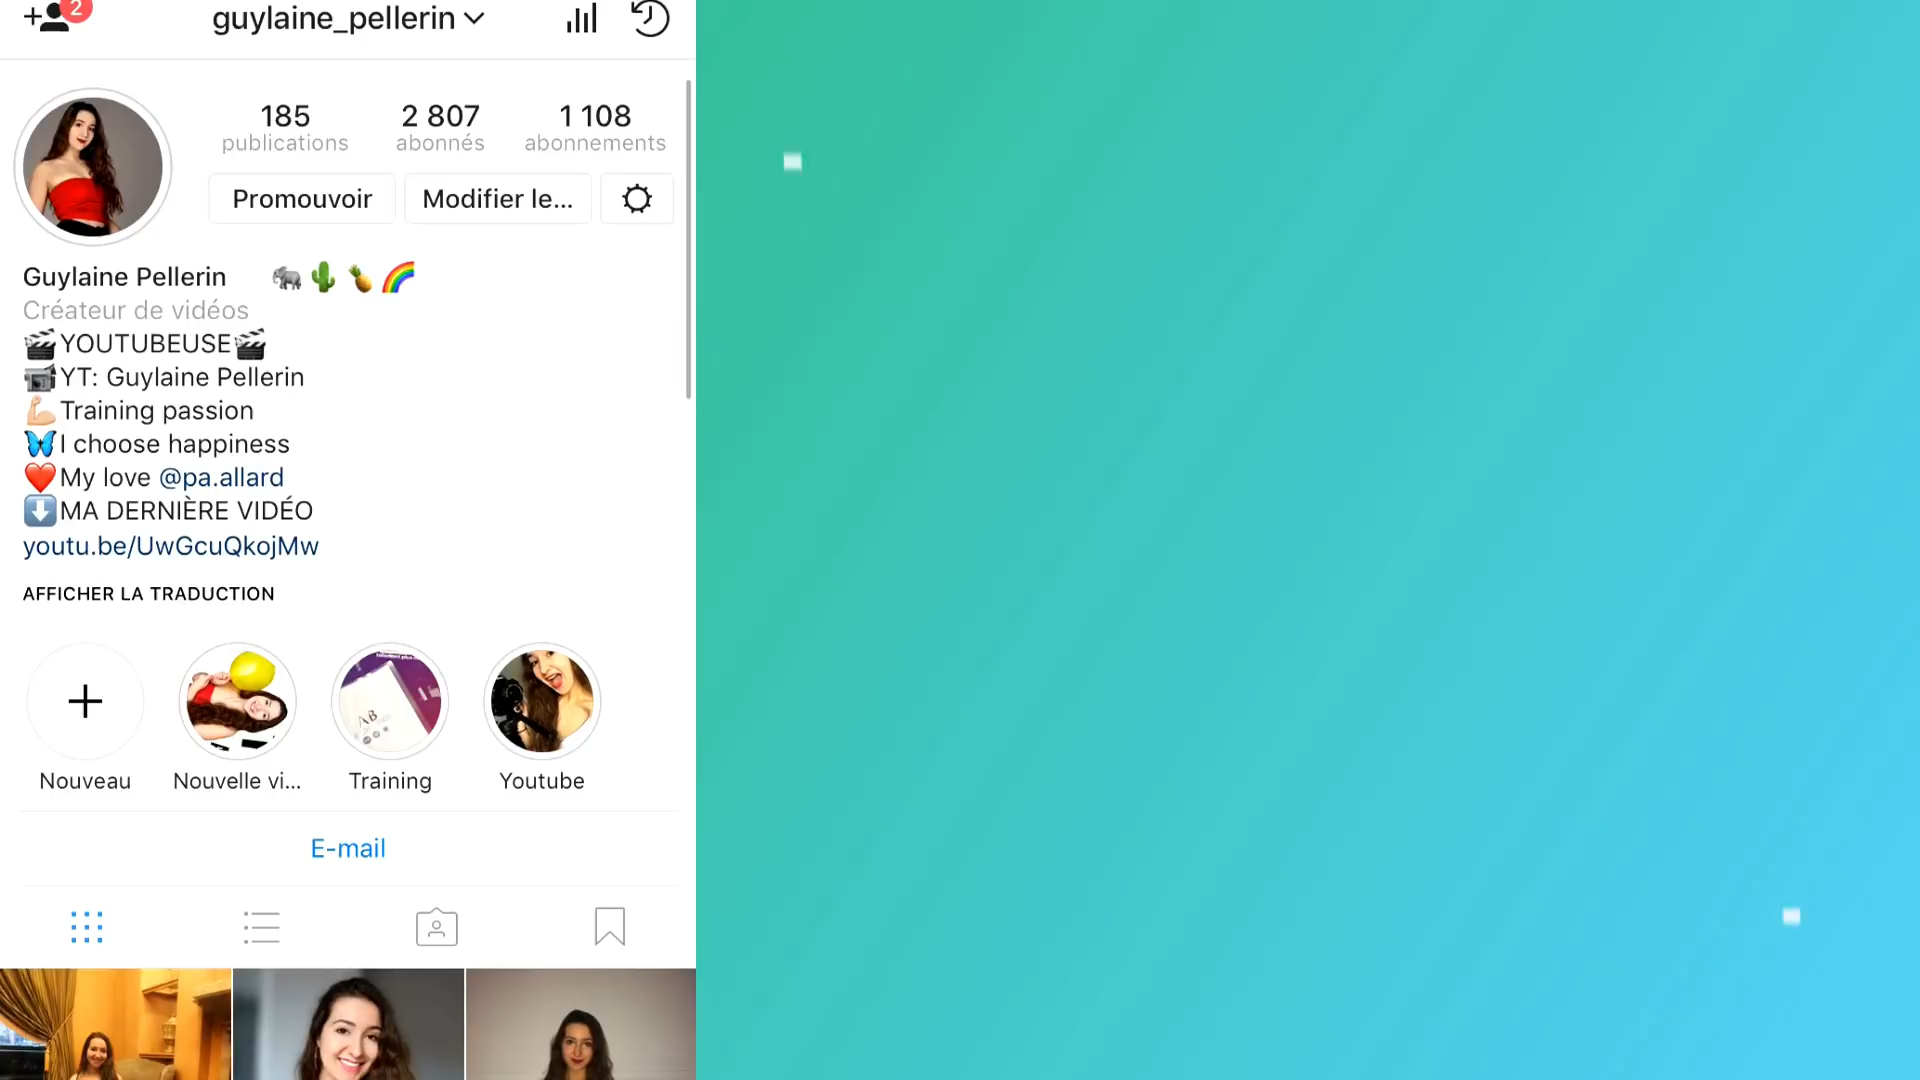 2
guylaine_pellerin
185 2 807 1 108
publications abonnés abonnements
Promouvoir Modifier le...
Guylaine Pellerin
Créateur de vidéos
YOUTUBEUSE
YT: Guylaine Pellerin
Training passion
I choose happiness
My love @pa.allard
MA DERNIÈRE VIDÉO
youtu.be/UwGcuQkojMw
AFFICHER LA TRADUCTION
AB
Nouveau Nouvelle vi... Training Youtube
E-mail